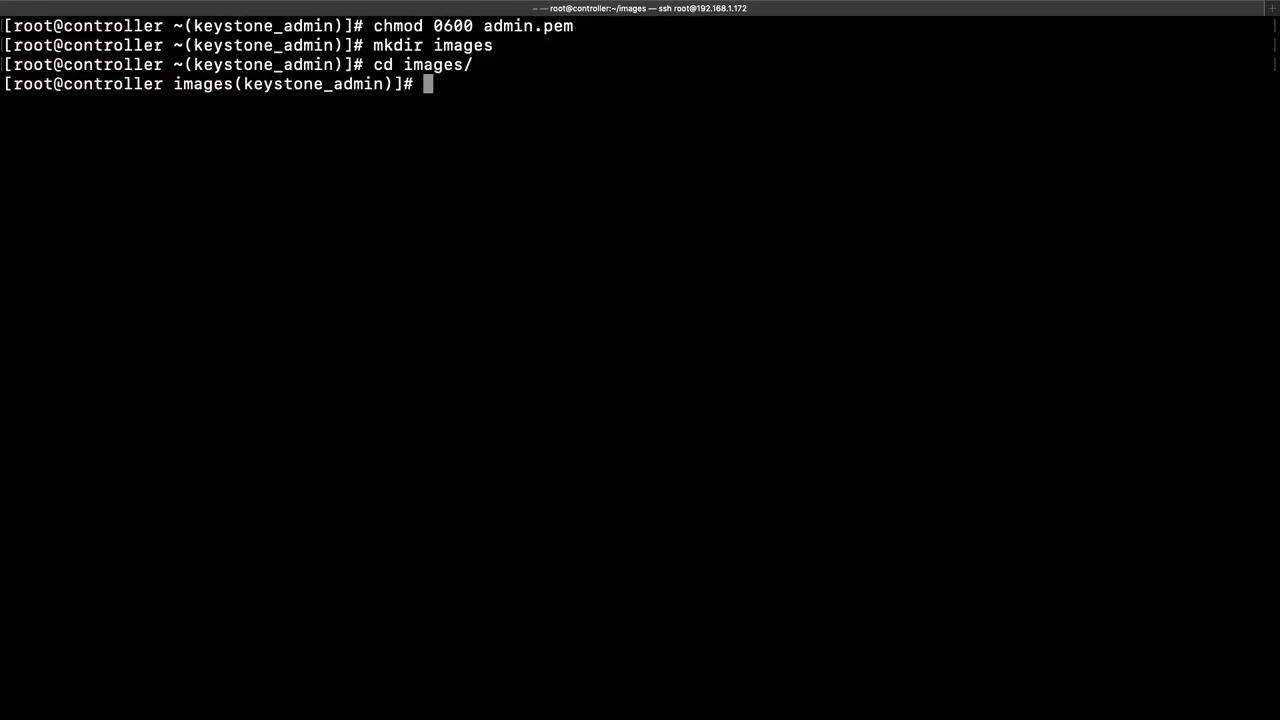 ~ — root@controller:~/images — ssh root@192.168.1.172
[root@controller ~(keystone_admin)]# chmod 0600 admin.pem
[root@controller ~(keystone_admin)]# mkdir images
[root@controller ~(keystone_admin)]# cd images/
[root@controller images(keystone_admin)]#